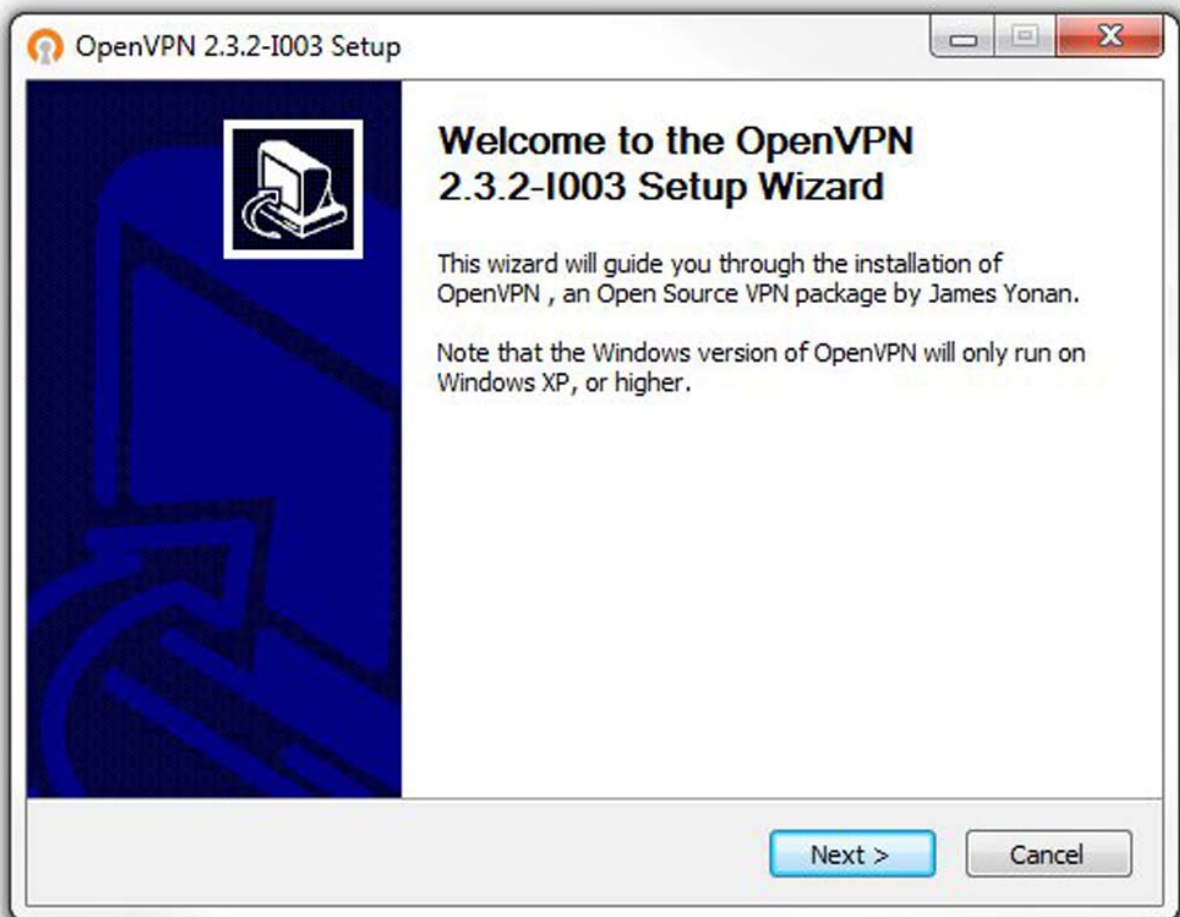 OpenVPN 2.3.2-I003 Setup
Welcome to the OpenVPN
2.3.2-I003 Setup Wizard
This wizard will guide you through the installation of
OpenVPN , an Open Source VPN package by James Yonan.
Note that the Windows version of OpenVPN will only run on
Windows XP, or higher.
Next >
Cancel